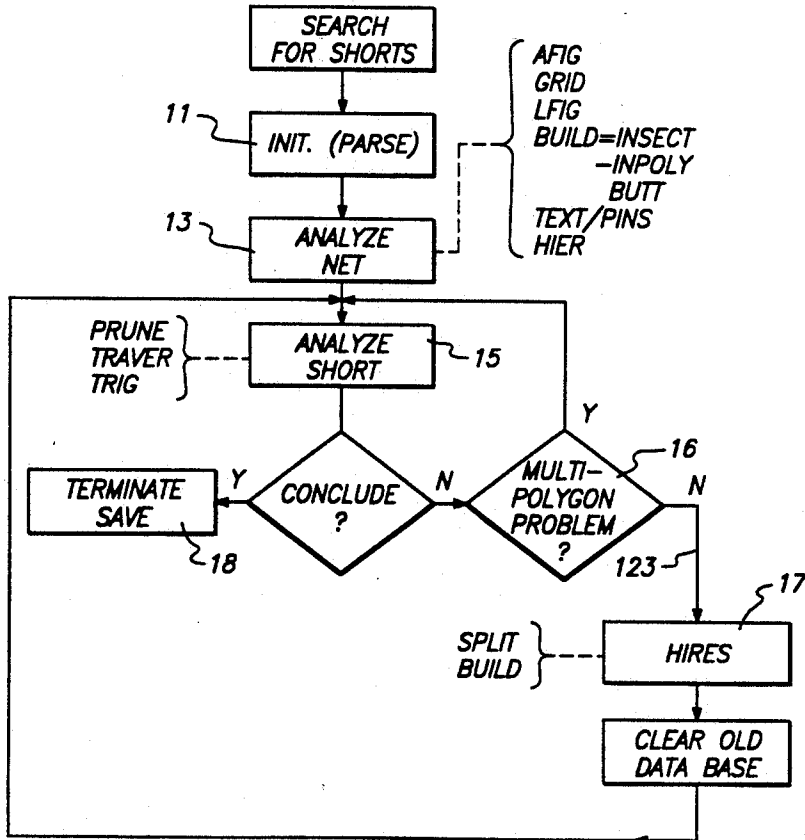 SEARCH
FOR SHORTS
11
INIT. (PARSE)
AFIG
GRID
LFIG
BUILD=INSECT
-INPOLY
BUTT
TEXT/PINS
HIER
13
ANALYZE
NET
PRUNE
TRAVER
TRIG
ANALYZE
SHORT
15
Y
TERMINATE
SAVE
18
Y
CONCLUDE
?
N
MULTI-
POLYGON
PROBLEM
?
16
N
123
17
SPLIT
BUILD
HIRES
CLEAR OLD
DATA BASE